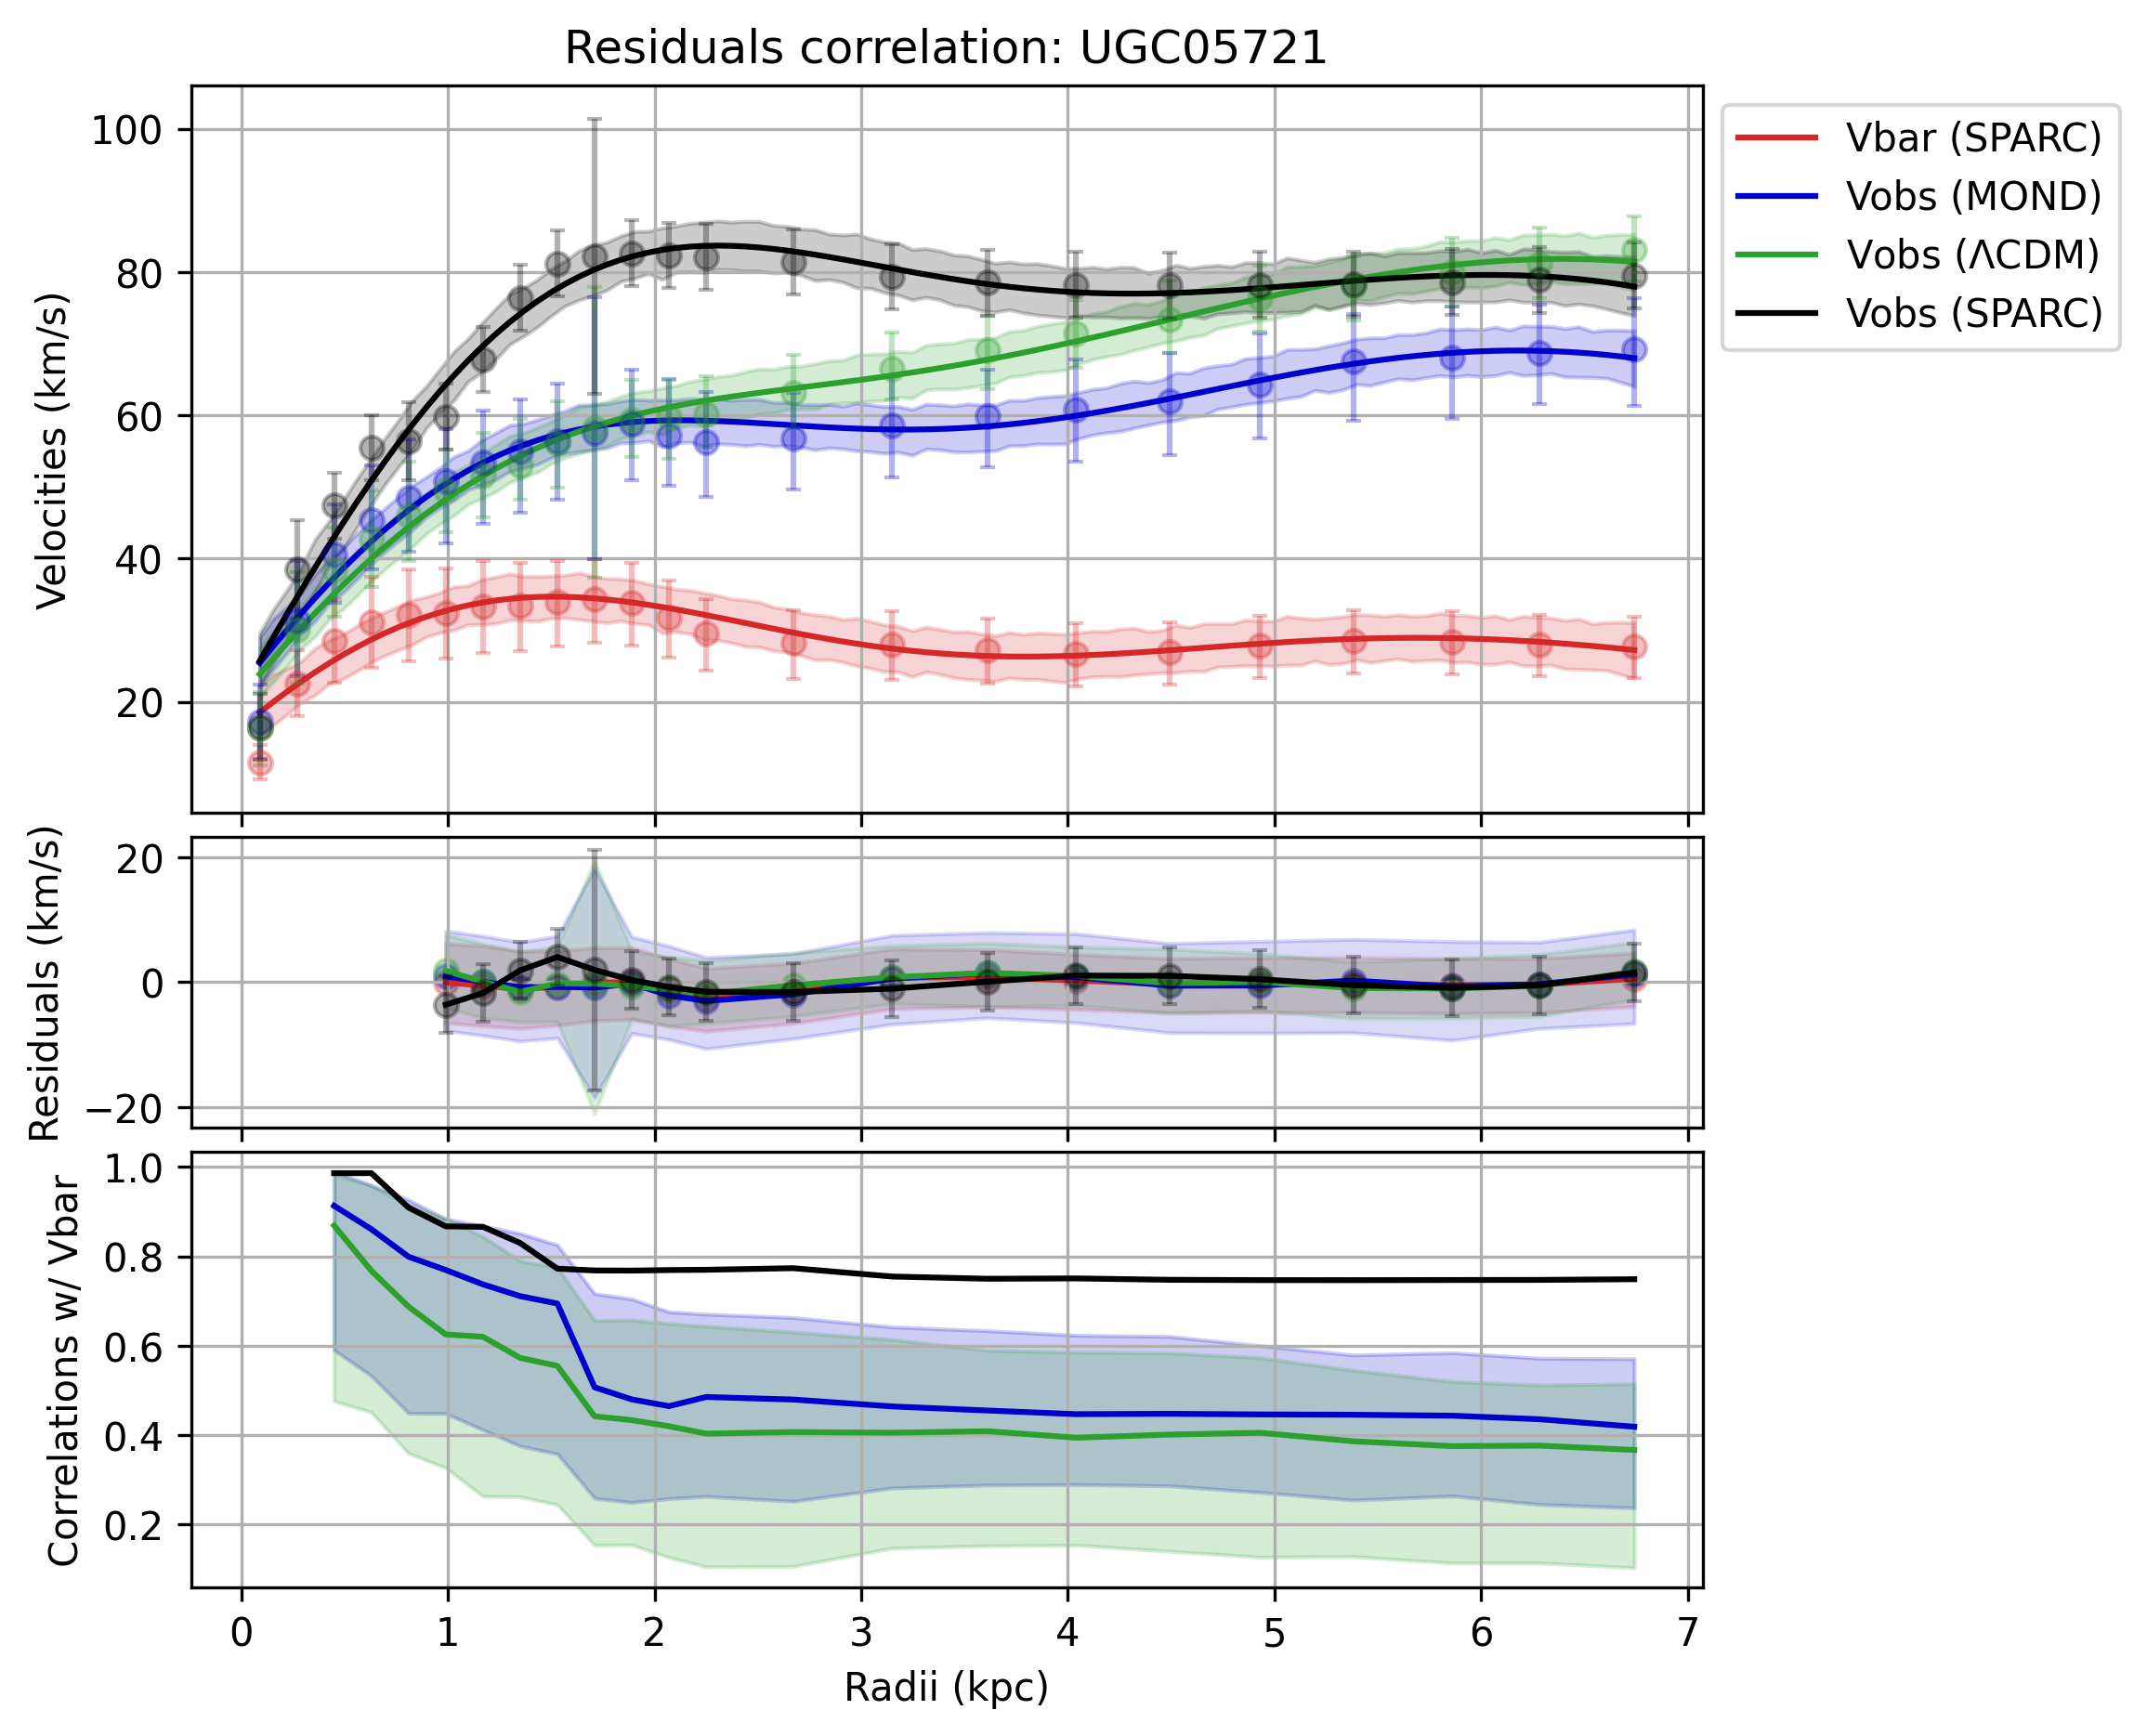 Residuals correlation: UGC05721
Velocities (km/s)
100
80
60
40
20
Vbar (SPARC)
Vobs (MOND)
Vobs (ΛCDM)
Vobs (SPARC)
Residuals (km/s)
20
0
−20
Correlations w/ Vbar
1.0
0.8
0.6
0.4
0.2
0 1 2 3 4 5 6 7
Radii (kpc)